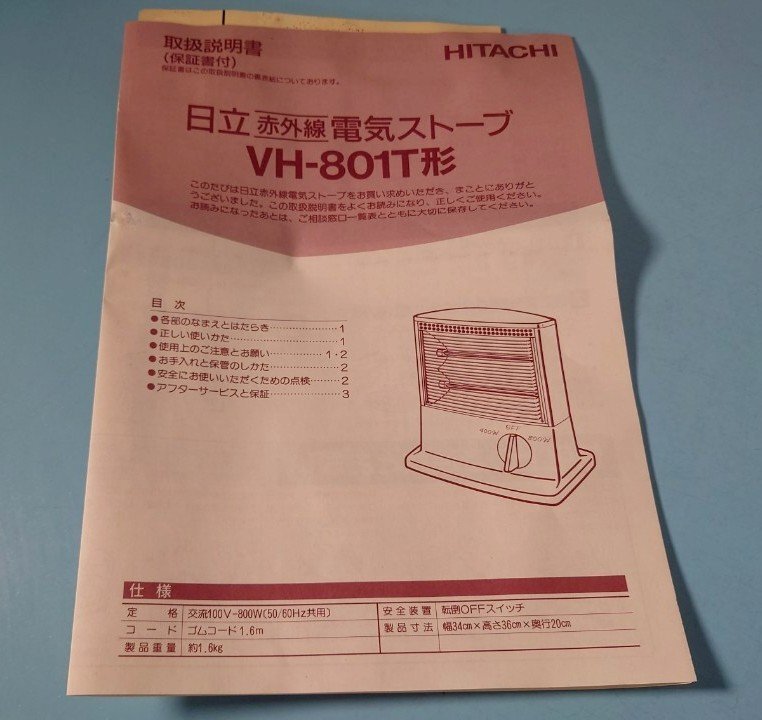 取扱説明書
HITACHI
(保証書付)
保証書はこの取扱説明書の裏表紙についております。
日立赤外線電気ストーブ
VH-801T形
このたびは日立赤外線電気ストーブをお買い求めいただき、まことにありがと
うございました。この取扱説明書をよくお読みになり、正しくご使用ください。
お読みになったあとは、ご相談窓口一覧表とともに大切に保存してください。
目次
●各部のなまえとはたらき……………1
●正しい使いかた……………………1
●使用上のご注意とお願い…………1・2
●お手入れと保管のしかた……………2
●安全にお使いいただくための点検………2
●アフターサービスと保証……………3
400W OFF 800W
仕様
定格 交流100V-800W(50/60Hz共用) 安全装置 転倒OFFスイッチ
コード ゴムコード1.6m 製品寸法 幅34cm×高さ36cm×奥行20cm
製品重量 約1.6kg